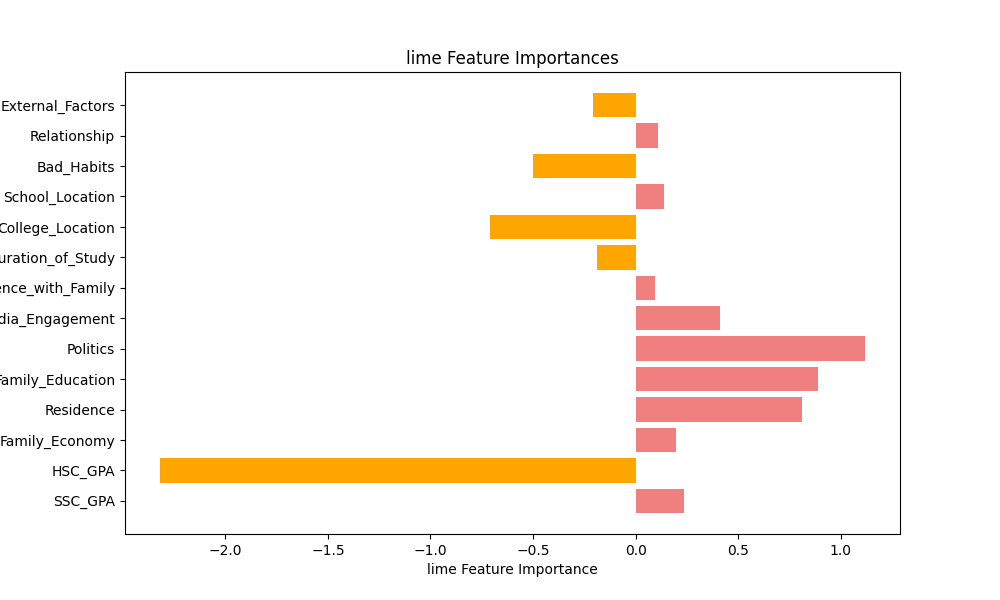 lime Feature Importances
External_Factors
Relationship
Bad_Habits
School_Location
College_Location
uration_of_Study
ence_with_Family
dia_Engagement
Politics
Family_Education
Residence
Family_Economy
HSC_GPA
SSC_GPA
−2.0 −1.5 −1.0 −0.5 0.0 0.5 1.0
lime Feature Importance